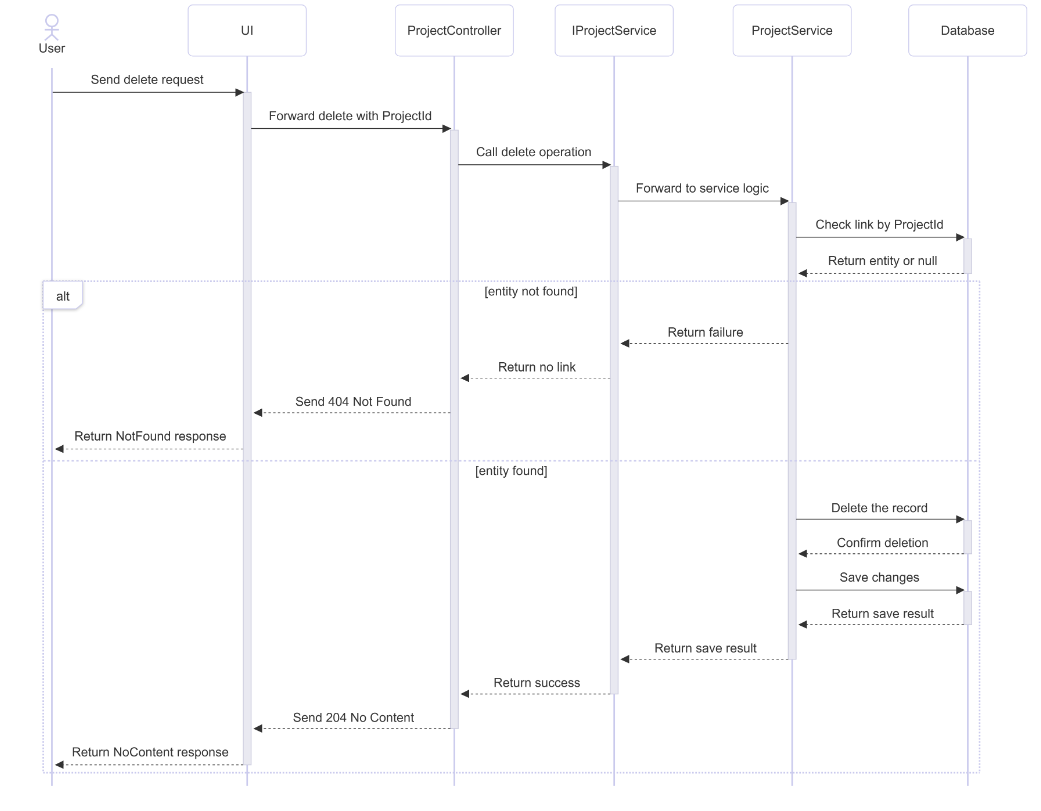 User
UI
ProjectController
IProjectService
ProjectService
Database
Send delete request
Forward delete with ProjectId
Call delete operation
Forward to service logic
Check link by ProjectId
Return entity or null
alt
[entity not found]
Return failure
Return no link
Send 404 Not Found
Return NotFound response
[entity found]
Delete the record
Confirm deletion
Save changes
Return save result
Return save result
Return success
Send 204 No Content
Return NoContent response